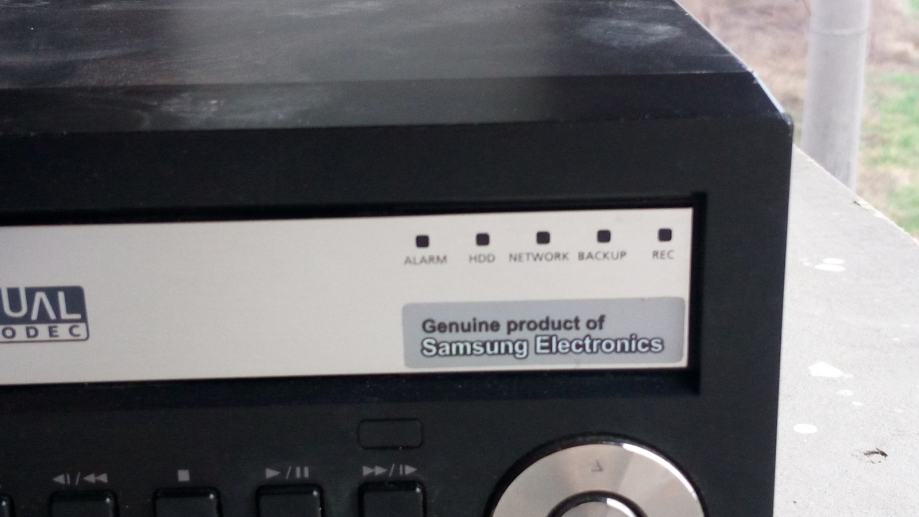 ALARM HDD NETWORK BACKUP REC
UAL
ODEC
Genuine product of
Samsung Electronics